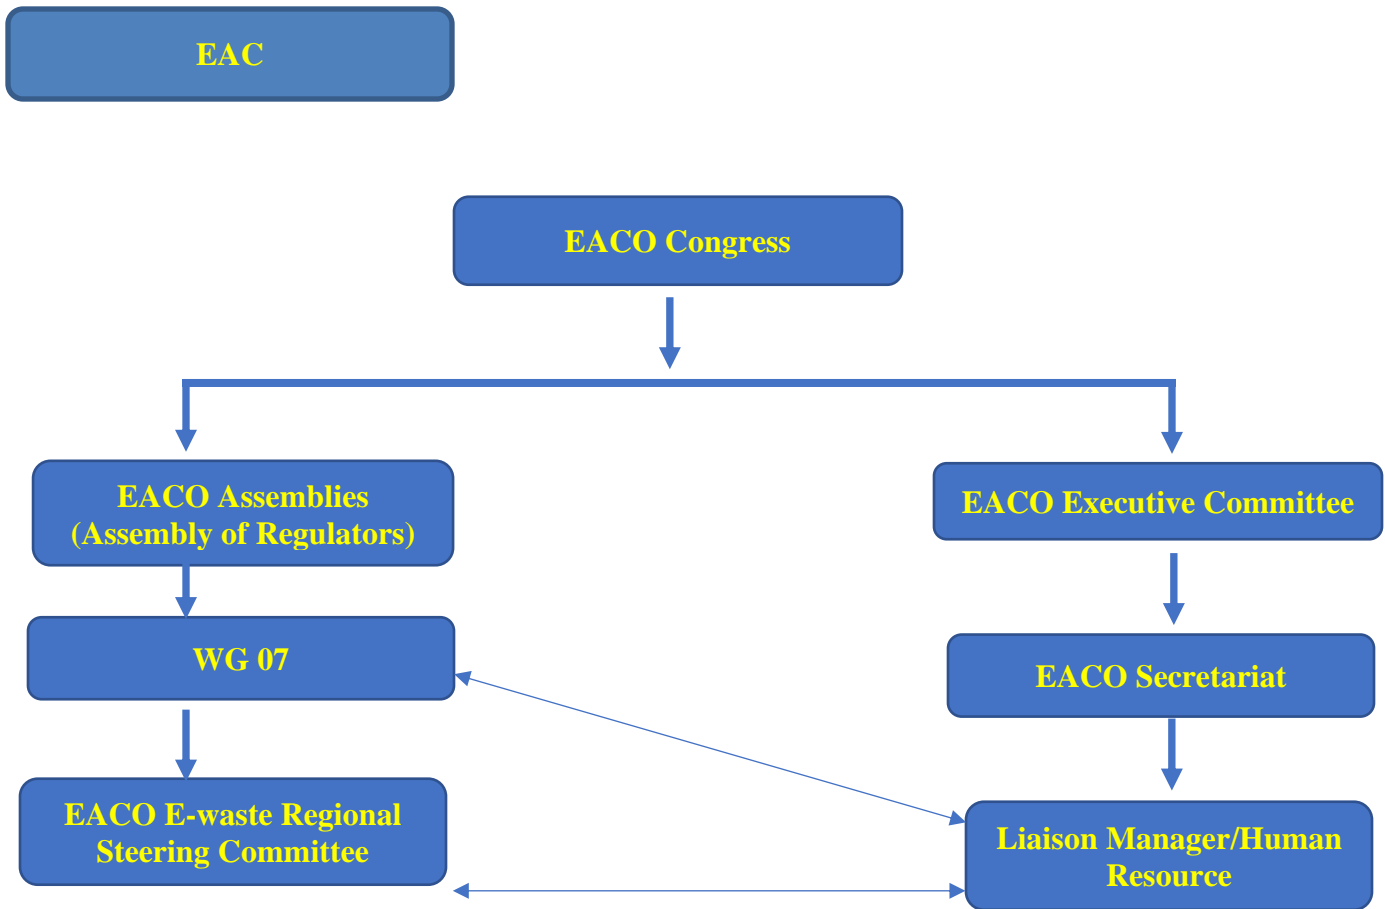 EAC
EACO Congress
EACO Assemblies
(Assembly of Regulators)
EACO Executive Committee
WG 07
EACO Secretariat
EACO E-waste Regional
Steering Committee
Liaison Manager/Human
Resource